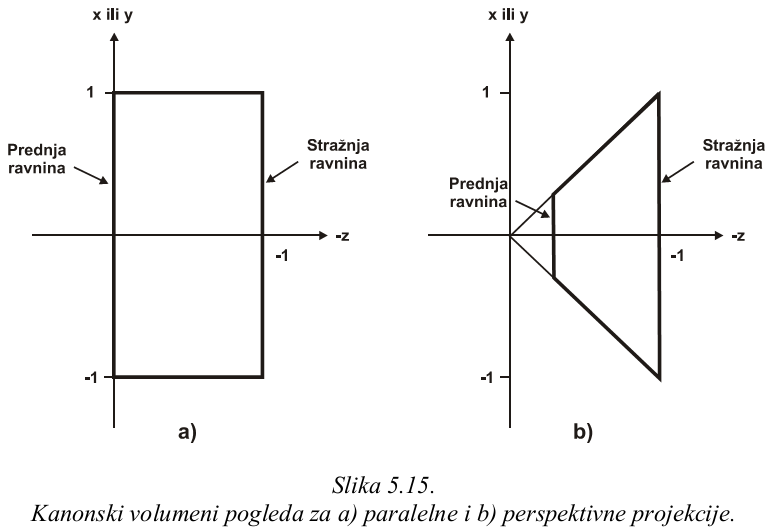 x ili y
1
Prednja
ravnina
Stražnja
ravnina
-z
-1
-1
a)
x ili y
1
Prednja
ravnina
Stražnja
ravnina
-z
-1
-1
b)
Slika 5.15.
Kanonski volumeni pogleda za a) paralelne i b) perspektivne projekcije.